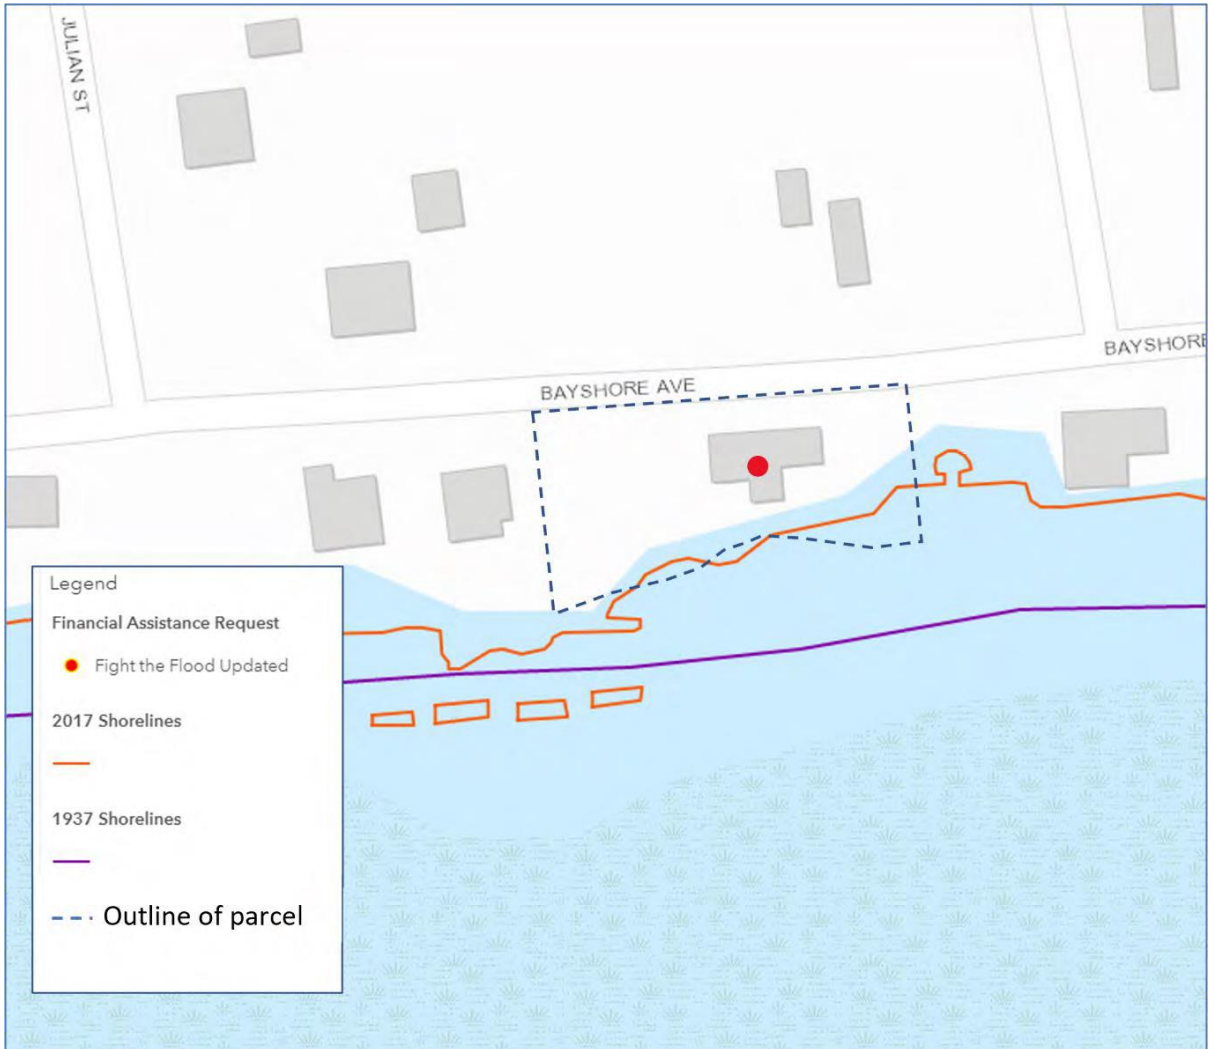 JULIAN ST
BAYSHORE AVE
BAYSHORE
Legend
Financial Assistance Request
Fight the Flood Updated
2017 Shorelines
1937 Shorelines
Outline of parcel